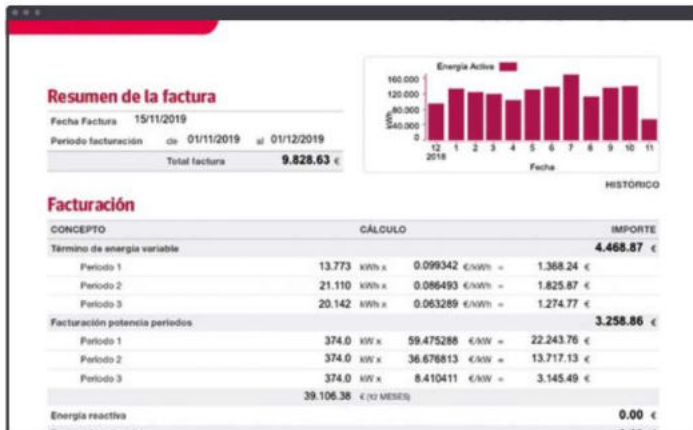 Resumen de la factura
Fecha Factura 15/11/2019
Periodo facturación de 01/11/2019 al 01/12/2019
Total factura 9.828.63 €
Energía Activa
160.000
120.000
80.000
40.000
0
kWh
12 1 2 3 4 5 6 7 8 9 10 11
2018
Fecha
HISTÓRICO
Facturación
CONCEPTO CÁLCULO IMPORTE
Término de energía variable 4.468.87 €
Periodo 1 13.773 kWh x 0.099342 €/kWh = 1.368.24 €
Periodo 2 21.110 kWh x 0.086493 €/kWh = 1.825.87 €
Periodo 3 20.142 kWh x 0.063289 €/kWh = 1.274.77 €
Facturación potencia periodos 3.258.86 €
Periodo 1 374.0 kW x 59.475288 €/kW = 22.243.76 €
Periodo 2 374.0 kW x 36.676813 €/kW = 13.717.13 €
Periodo 3 374.0 kW x 8.410411 €/kW = 3.145.49 €
39.106.38 € (12 MESES)
Energía reactiva 0.00 €